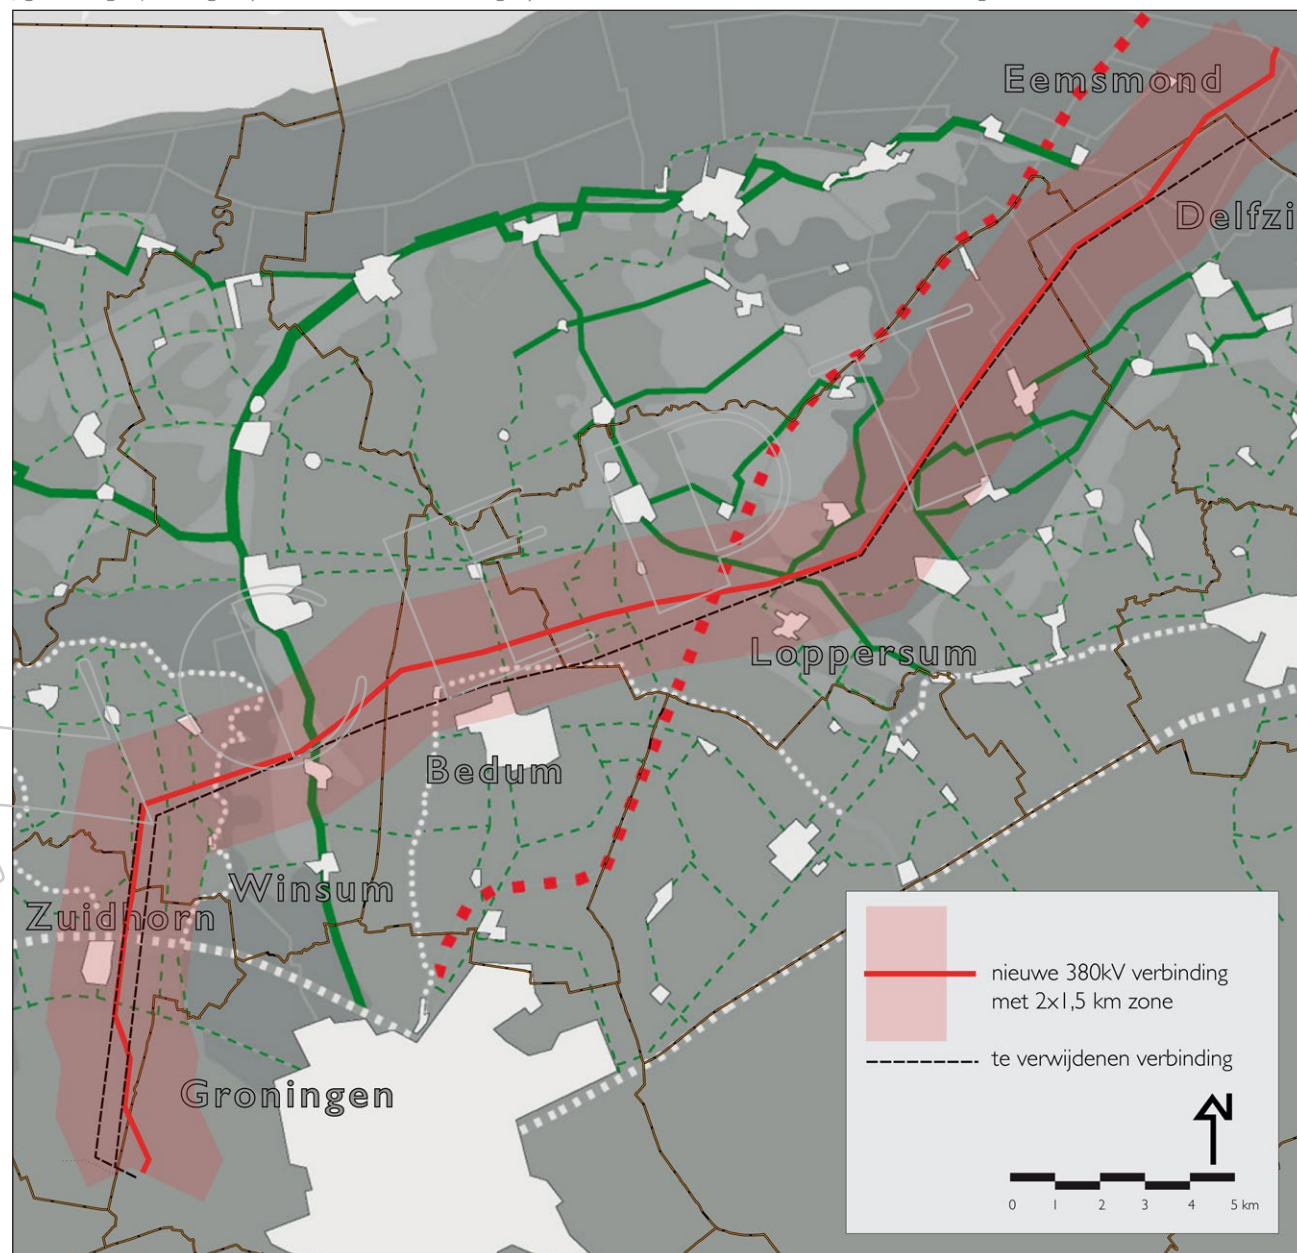 Eemsmond
Delfzi
Loppersum
Bedum
Winsum
Zuidhorn
Groningen
nieuwe 380kV verbinding
met 2x1,5 km zone
te verwijdenen verbinding
N
0 1 2 3 4 5 km